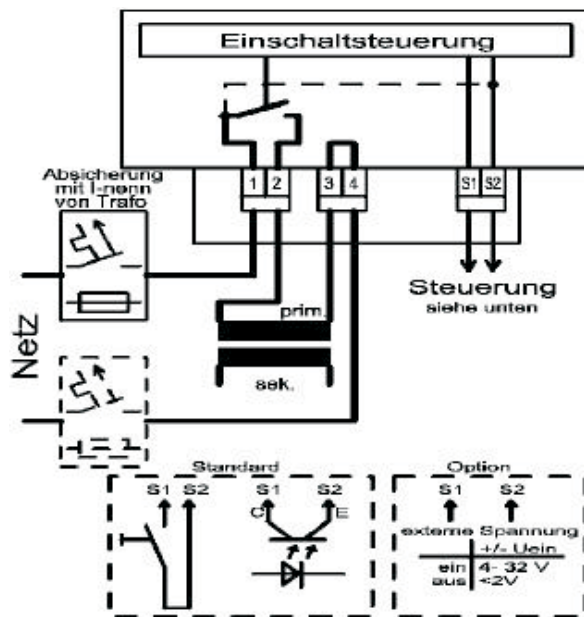 Einschaltsteuerung
Absicherung
mit I-nenn
von Trafo
1 2 3 4 S1 S2
Steuerung
siehe unten
prim.
Netz
sek.
Standard
Option
S1 S2 S1 S2
S1 S2
C E
externe Spannung
+/- Uein
ein 4- 32 V
aus <2V